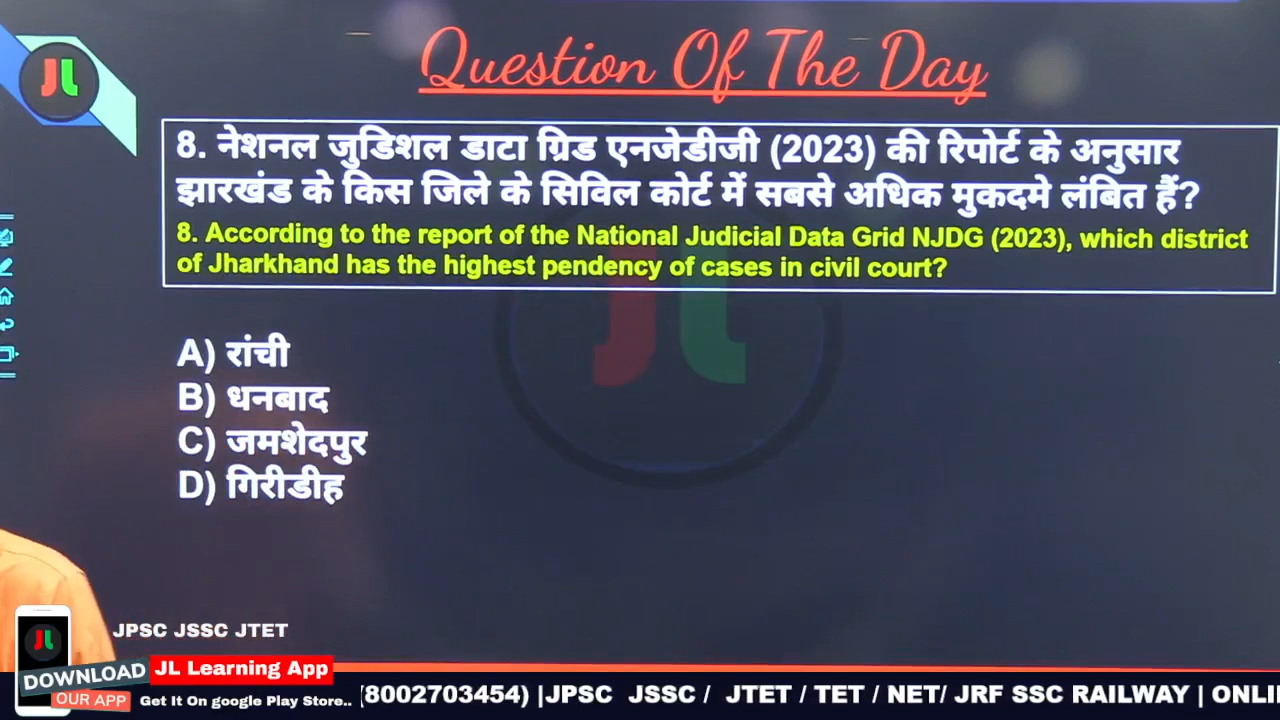 Question Of The Day
JL
8. नेशनल जुडिशल डाटा ग्रिड एनजेडीजी (2023) की रिपोर्ट के अनुसार
झारखंड के किस जिले के सिविल कोर्ट में सबसे अधिक मुकदमे लंबित हैं?
8. According to the report of the National Judicial Data Grid NJDG (2023), which district
of Jharkhand has the highest pendency of cases in civil court?
JL
A) रांची
B) धनबाद
C) जमशेदपुर
D) गिरीडीह
JPSC JSSC JTET
JL
DOWNLOAD JL Learning App
OUR APP Get It On google Play Store..
(8002703454) |JPSC JSSC / JTET / TET / NET/ JRF SSC RAILWAY | ONLI